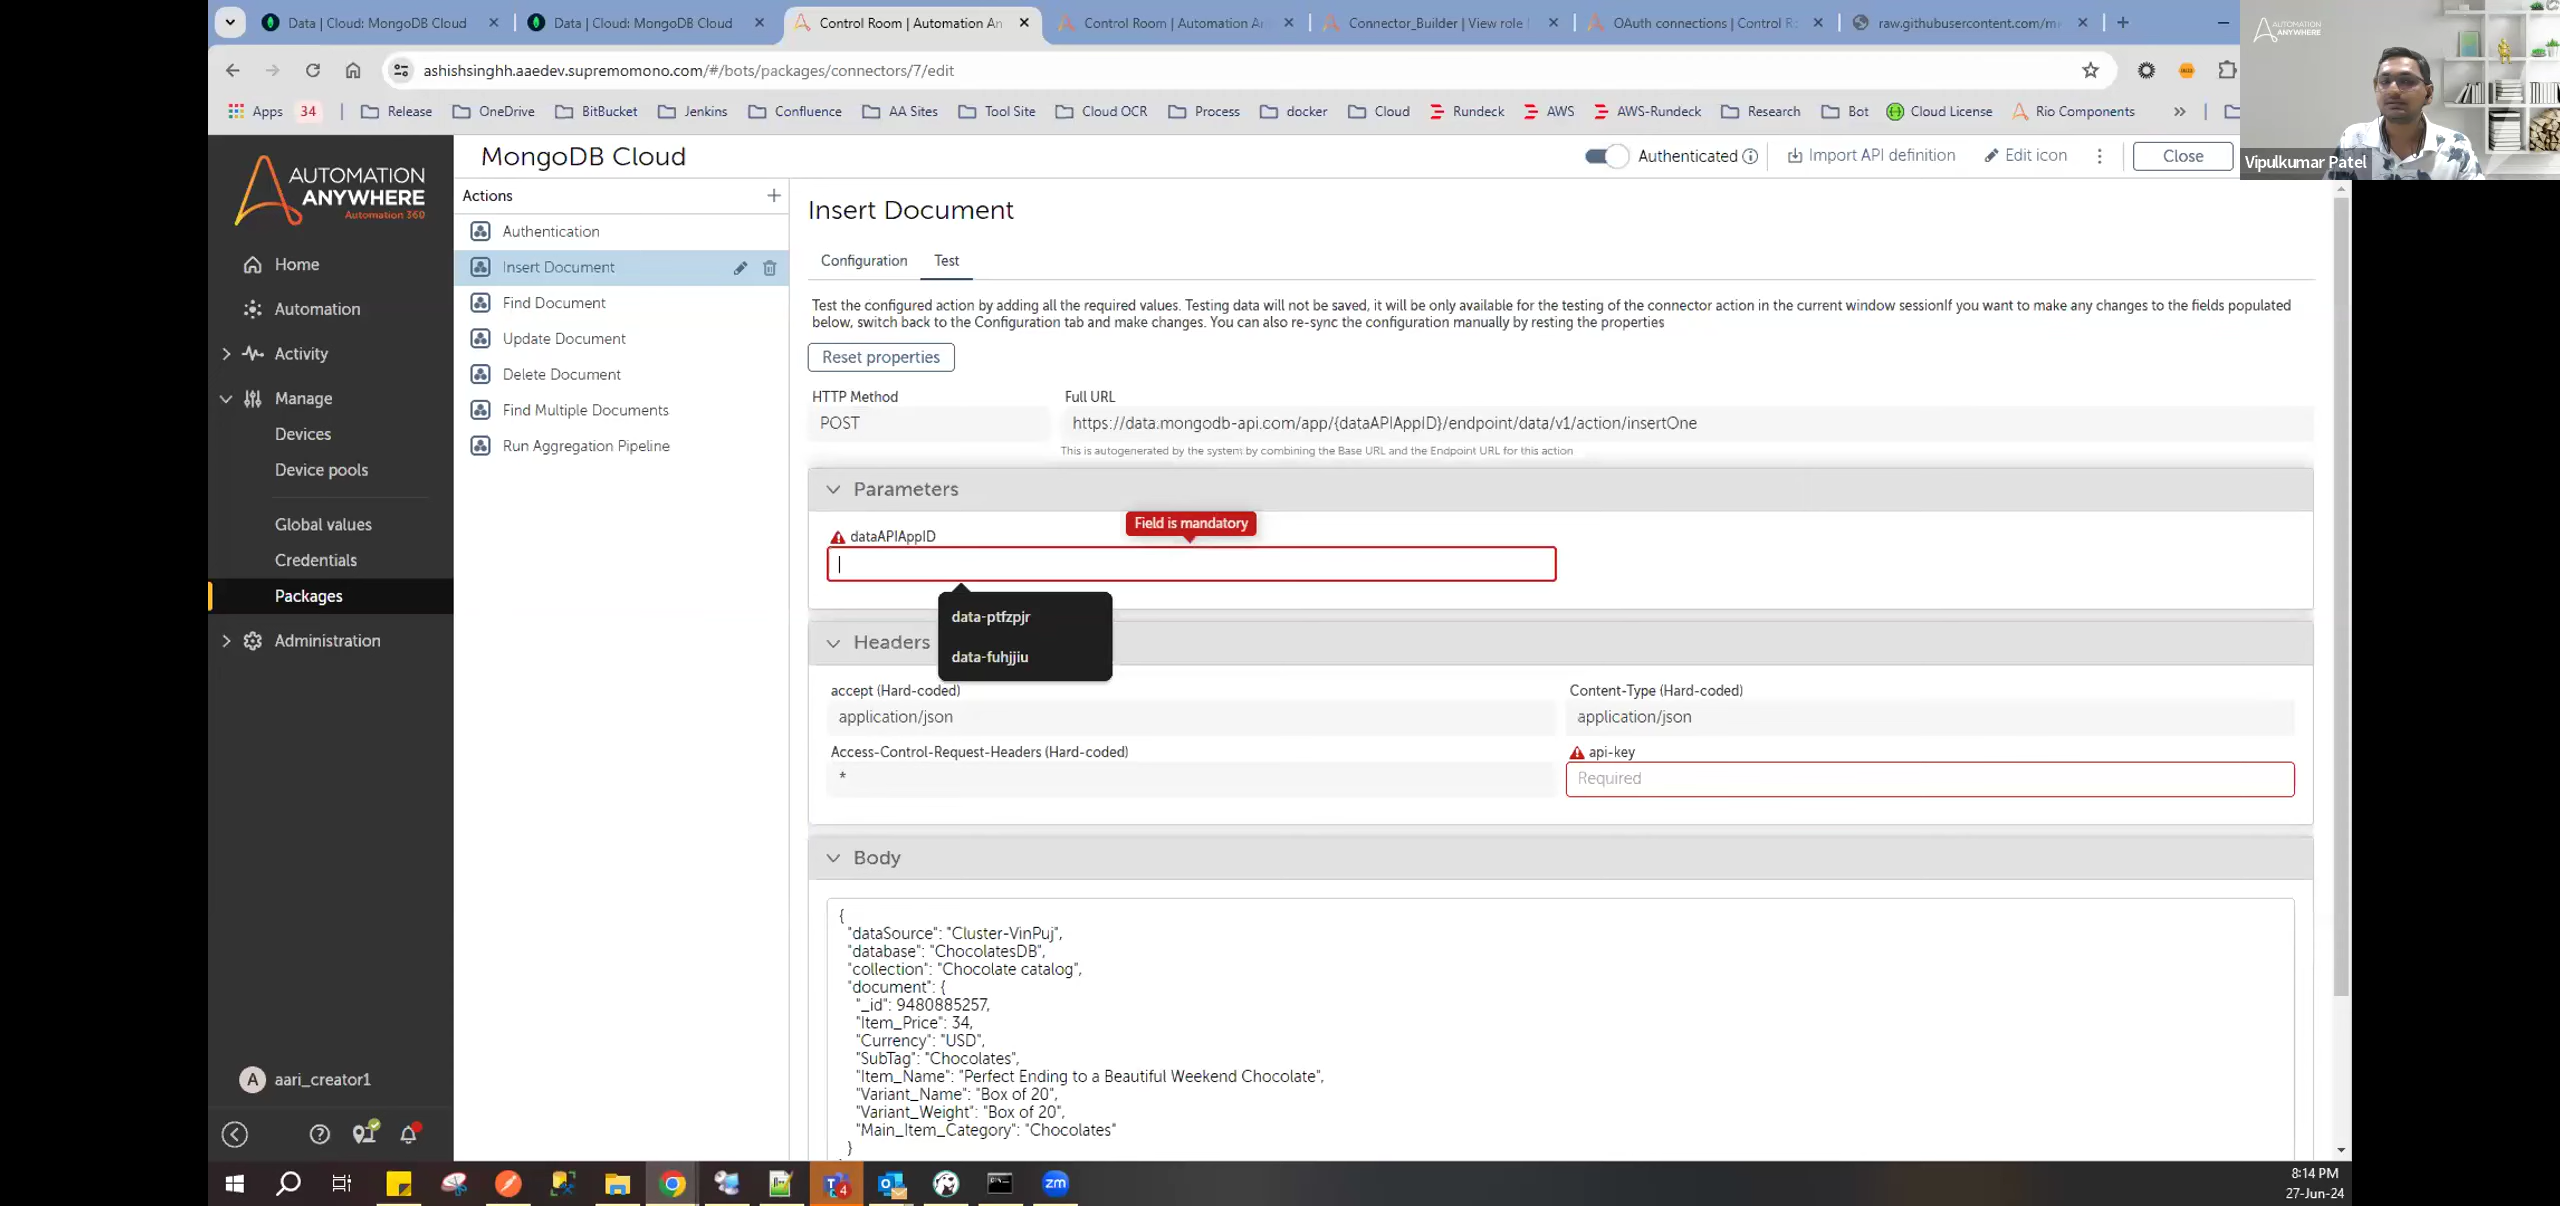 Data | Cloud: MongoDB Cloud
Data | Cloud: MongoDB Cloud
Control Room | Automation An
Control Room | Automation An
Connector_Builder | View role
OAuth connections | Control R
raw.githubusercontent.com/m
ashishsinghh.aaedev.supremomono.com/#/bots/packages/connectors/7/edit
Apps
34
Release
OneDrive
BitBucket
Jenkins
Confluence
AA Sites
Tool Site
Cloud OCR
Process
docker
Cloud
Rundeck
AWS
AWS-Rundeck
Research
Bot
Cloud License
Rio Components
AUTOMATION
ANYWHERE
Vipulkumar Patel
AUTOMATION
ANYWHERE
Automation 360
Home
Automation
Activity
Manage
Devices
Device pools
Global values
Credentials
Packages
Administration
A aari_creator1
MongoDB Cloud
Authenticated
Import API definition
Edit icon
Close
Actions
Authentication
Insert Document
Find Document
Update Document
Delete Document
Find Multiple Documents
Run Aggregation Pipeline
Insert Document
Configuration
Test
Test the configured action by adding all the required values. Testing data will not be saved, it will be only available for the testing of the connector action in the current window sessionIf you want to make any changes to the fields populated
below, switch back to the Configuration tab and make changes. You can also re-sync the configuration manually by resting the properties
Reset properties
HTTP Method
POST
Full URL
https://data.mongodb-api.com/app/{dataAPIAppID}/endpoint/data/v1/action/insertOne
This is autogenerated by the system by combining the Base URL and the Endpoint URL for this action
Parameters
Field is mandatory
dataAPIAppID
data-ptfzpjr
data-fuhjjiu
Headers
accept (Hard-coded)
application/json
Content-Type (Hard-coded)
application/json
Access-Control-Request-Headers (Hard-coded)
*
api-key
Required
Body
{
"dataSource": "Cluster-VinPuj",
"database": "ChocolatesDB",
"collection": "Chocolate catalog",
"document": {
"_id": 9480885257,
"Item_Price": 34,
"Currency": "USD",
"SubTag": "Chocolates",
"Item_Name": "Perfect Ending to a Beautiful Weekend Chocolate",
"Variant_Name": "Box of 20",
"Variant_Weight": "Box of 20",
"Main_Item_Category": "Chocolates"
}
4
zm
8:14 PM
27-Jun-24